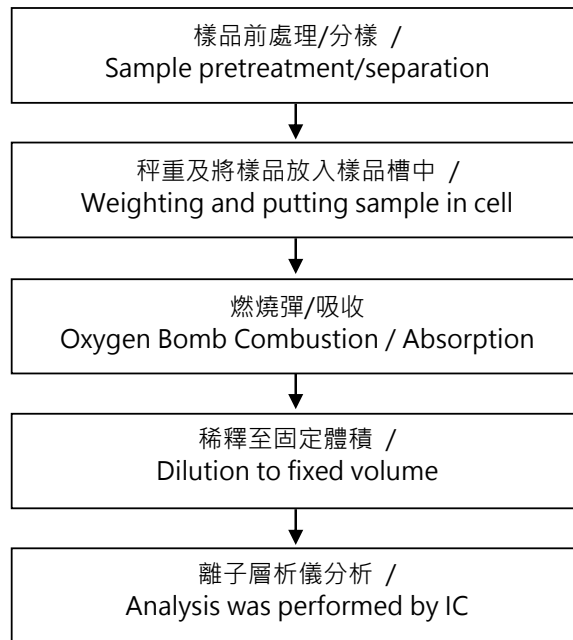 樣品前處理/分樣 /
Sample pretreatment/separation
秤重及將樣品放入樣品槽中 /
Weighting and putting sample in cell
燃燒彈/吸收
Oxygen Bomb Combustion / Absorption
稀釋至固定體積 /
Dilution to fixed volume
離子層析儀分析 /
Analysis was performed by IC